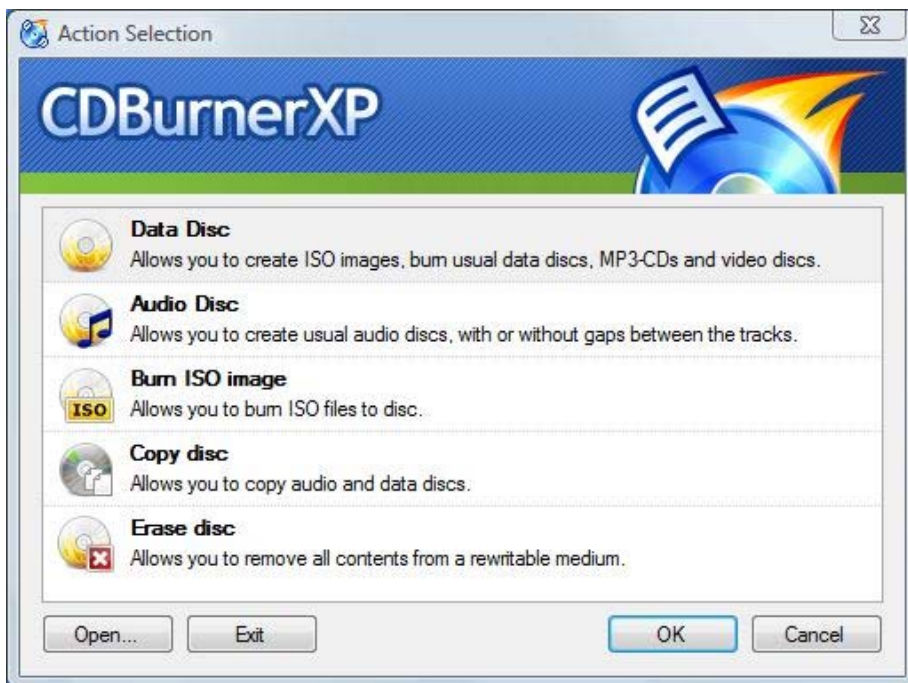 Action Selection
CDBurnerXP
Data Disc
Allows you to create ISO images, burn usual data discs, MP3-CDs and video discs.
Audio Disc
Allows you to create usual audio discs, with or without gaps between the tracks.
Burn ISO image
ISO
Allows you to burn ISO files to disc.
Copy disc
Allows you to copy audio and data discs.
Erase disc
Allows you to remove all contents from a rewritable medium.
Open... Exit OK Cancel